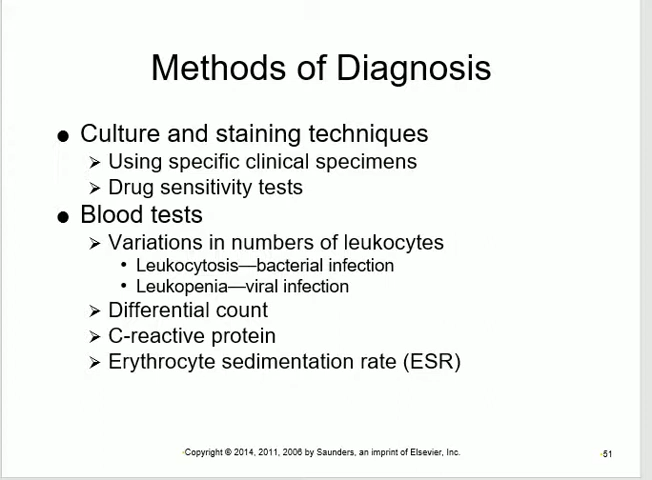 Methods of Diagnosis
● Culture and staining techniques
➢ Using specific clinical specimens
➢ Drug sensitivity tests
● Blood tests
➢ Variations in numbers of leukocytes
• Leukocytosis—bacterial infection
• Leukopenia—viral infection
➢ Differential count
➢ C-reactive protein
➢ Erythrocyte sedimentation rate (ESR)
Copyright © 2014, 2011, 2006 by Saunders, an imprint of Elsevier, Inc.
51